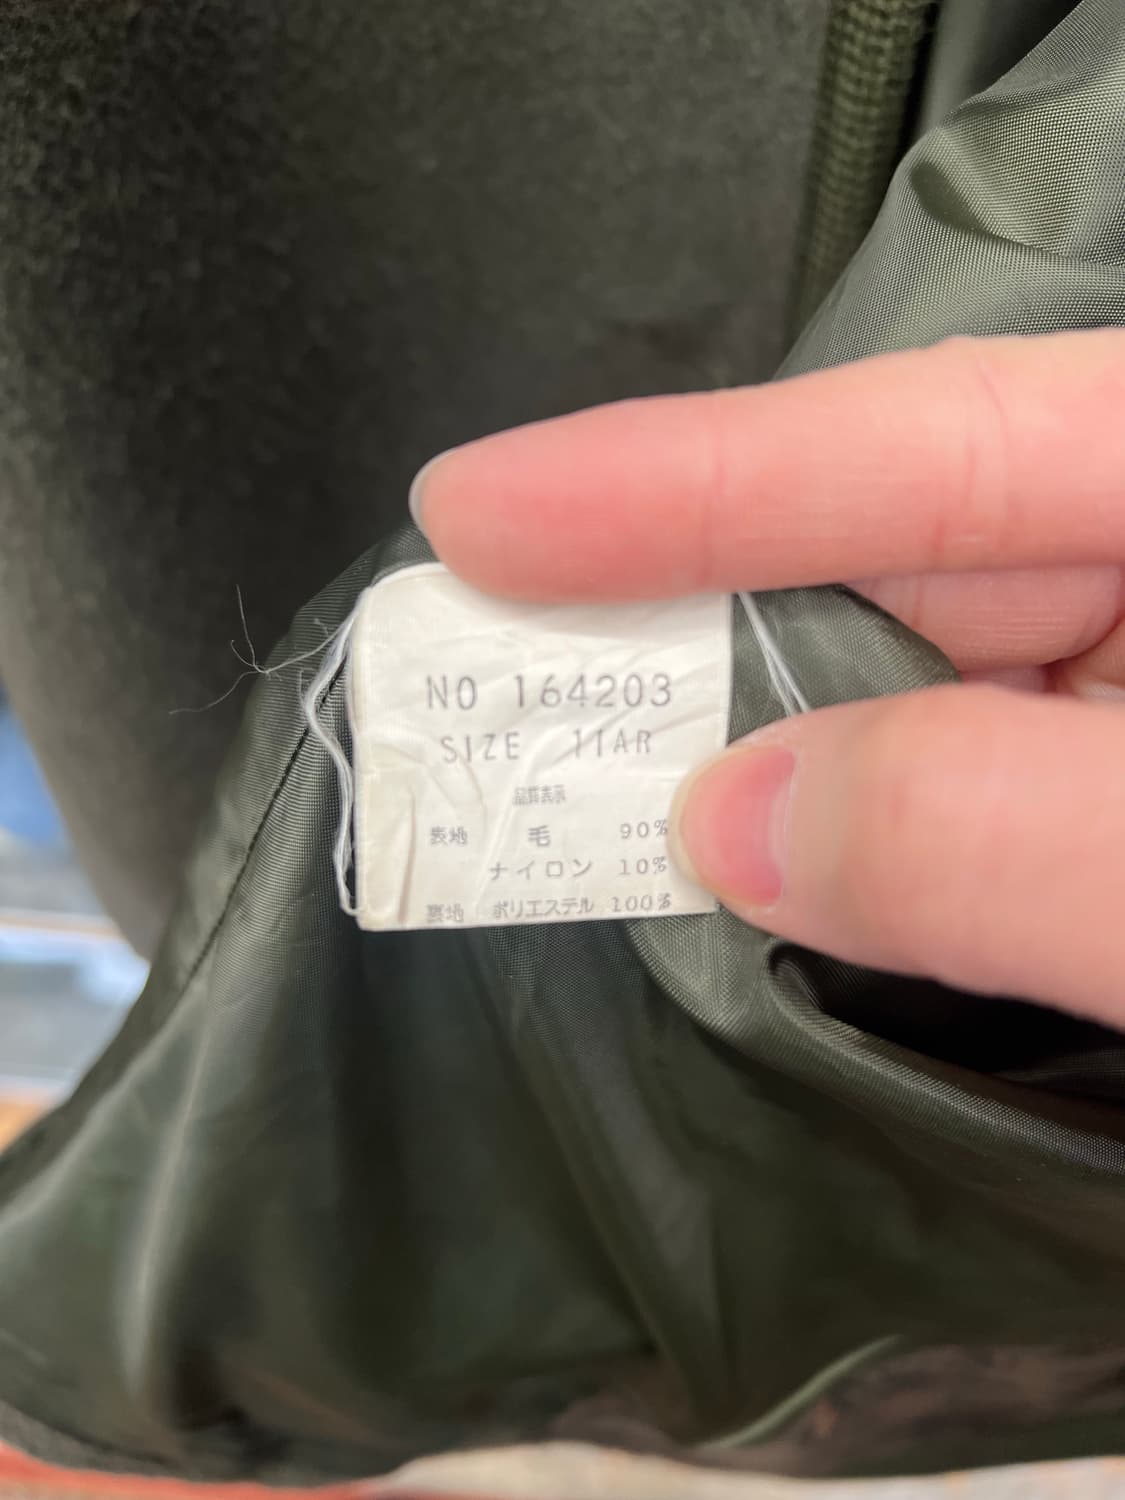 NO 164203
SIZE 11AR
品質表示
表地 毛 90%
ナイロン 10%
裏地 ポリエステル 100%